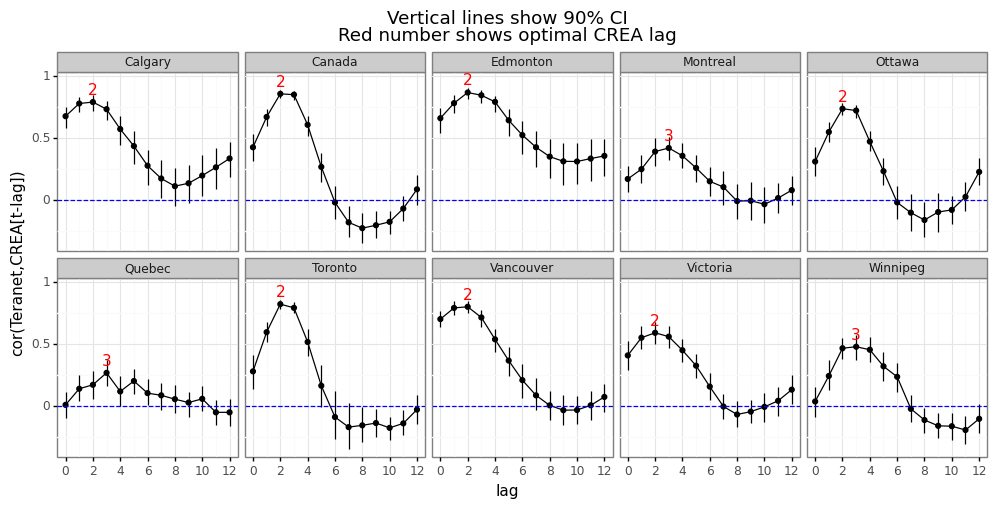 Vertical lines show 90% CI
Red number shows optimal CREA lag
Calgary Canada Edmonton Montreal Ottawa
1
0.5
0
2 2 2 3 2
Quebec Toronto Vancouver Victoria Winnipeg
1
0.5
0
3 2 2 2 3
0 2 4 6 8 10 12 0 2 4 6 8 10 12 0 2 4 6 8 10 12 0 2 4 6 8 10 12 0 2 4 6 8 10 12
lag
cor(Teranet,CREA[t-lag])